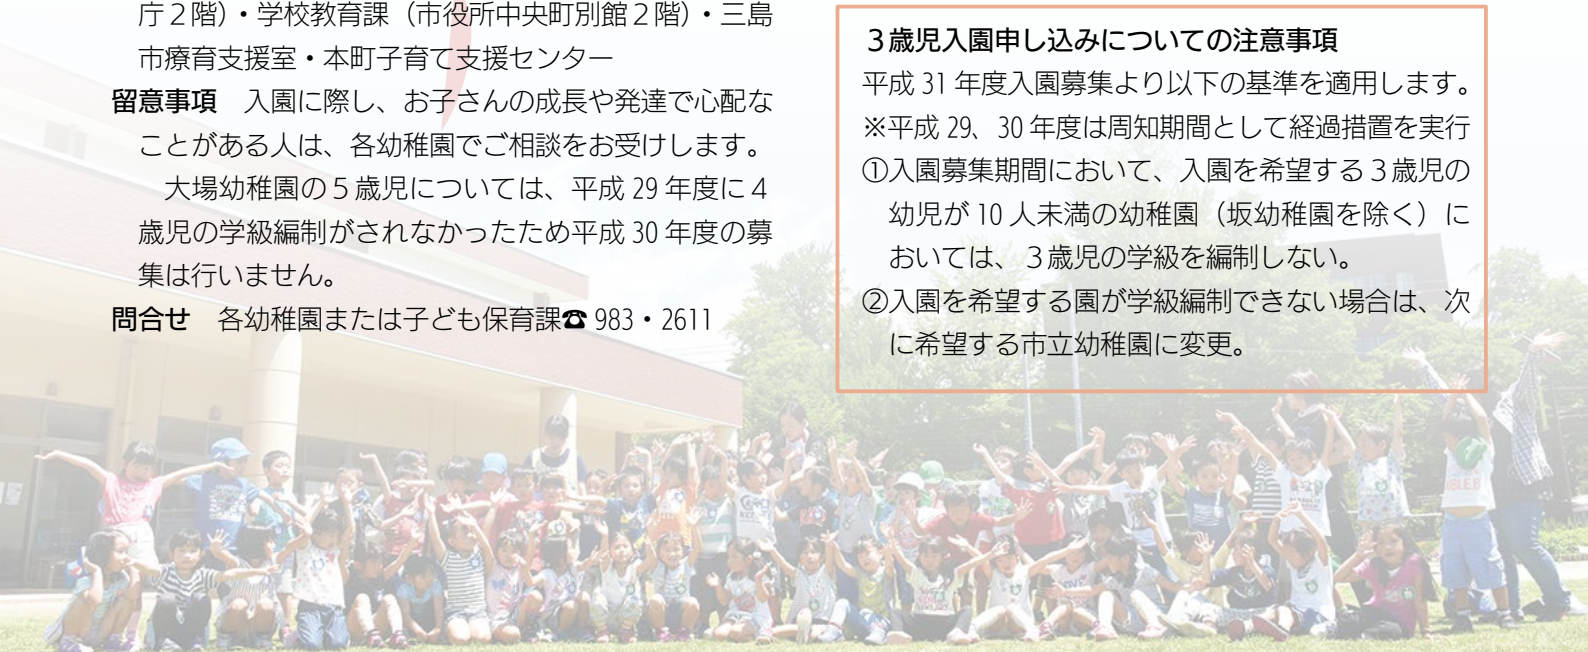 庁２階）・学校教育課（市役所中央町別館２階）・三島
市療育支援室・本町子育て支援センター
留意事項　入園に際し、お子さんの成長や発達で心配な
ことがある人は、各幼稚園でご相談をお受けします。
大場幼稚園の５歳児については、平成 29 年度に４
歳児の学級編制がされなかったため平成 30 年度の募
集は行いません。
問合せ　各幼稚園または子ども保育課☎ 983・2611
３歳児入園申し込みについての注意事項
平成 31 年度入園募集より以下の基準を適用します。
※平成 29、30 年度は周知期間として経過措置を実行
①入園募集期間において、入園を希望する３歳児の
幼児が 10 人未満の幼稚園（坂幼稚園を除く）に
おいては、３歳児の学級を編制しない。
②入園を希望する園が学級編制できない場合は、次
に希望する市立幼稚園に変更。